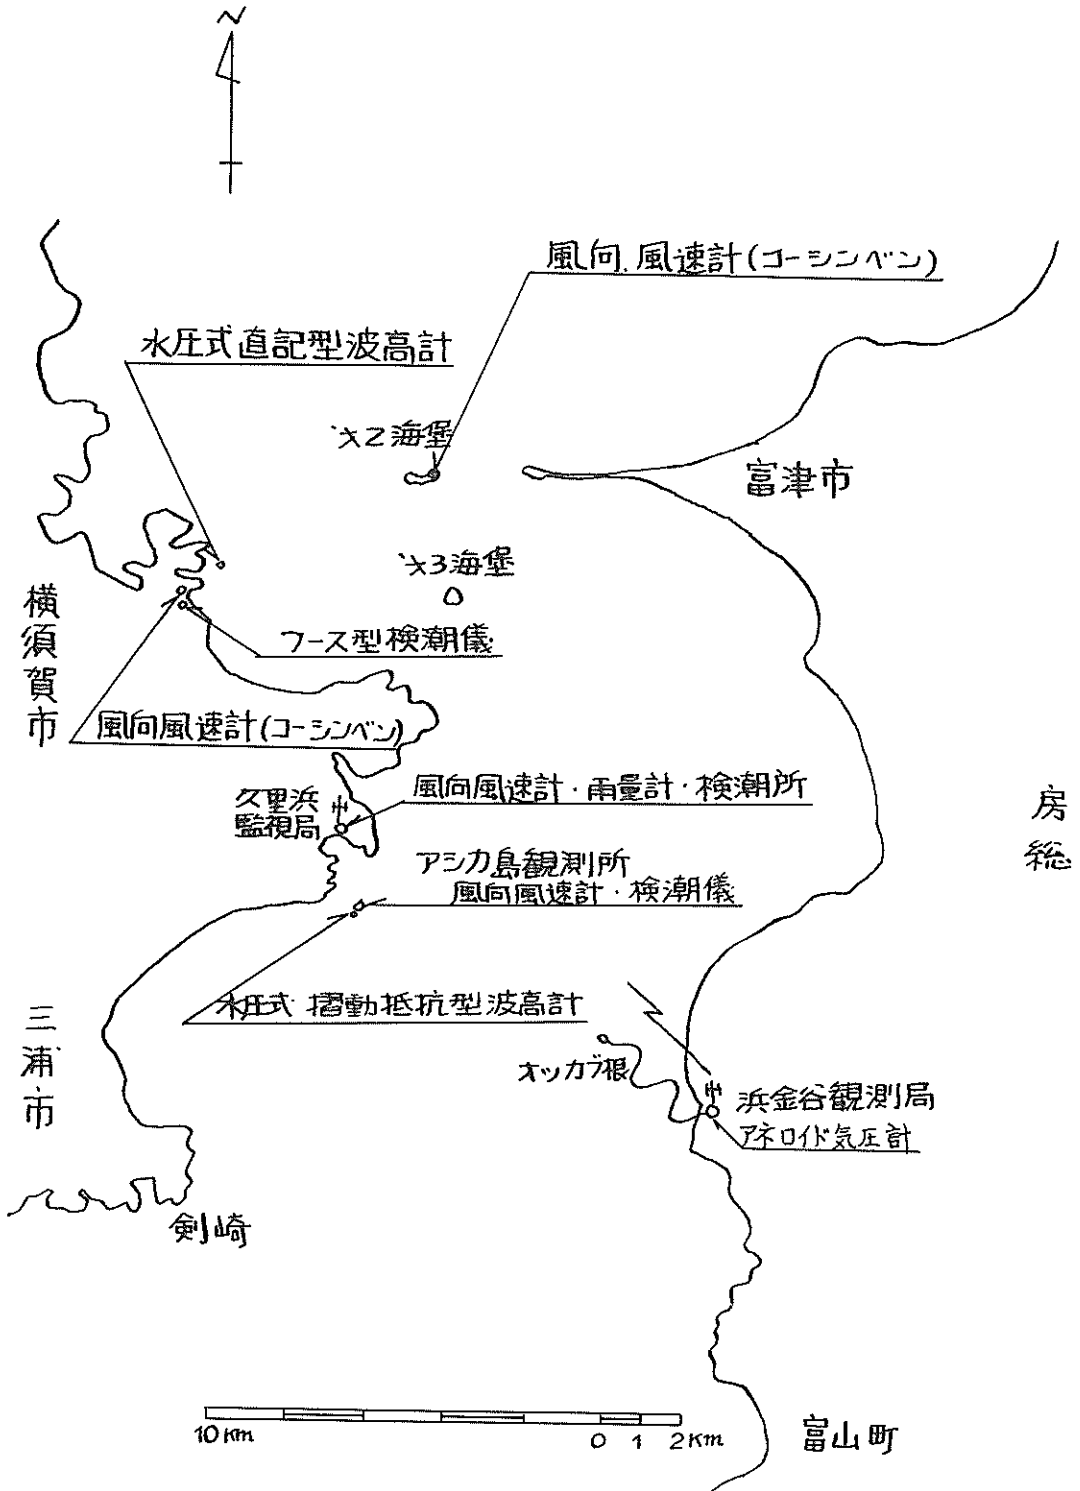 N
風向.風速計(コーシンベン)
水圧式直記型波高計
才2海堡
富津市
才3海堡
横須賀市
フース型検潮儀
風向風速計(コーシンベン)
久里浜
監視局
風向風速計・雨量計・検潮所
房総
アシカ島観測所
風向風速計・検潮儀
水圧式 摺動抵抗型波高計
三浦市
オッカブ根
浜金谷観測局
アネロイド気圧計
剣崎
10Km 0 1 2Km
富山町